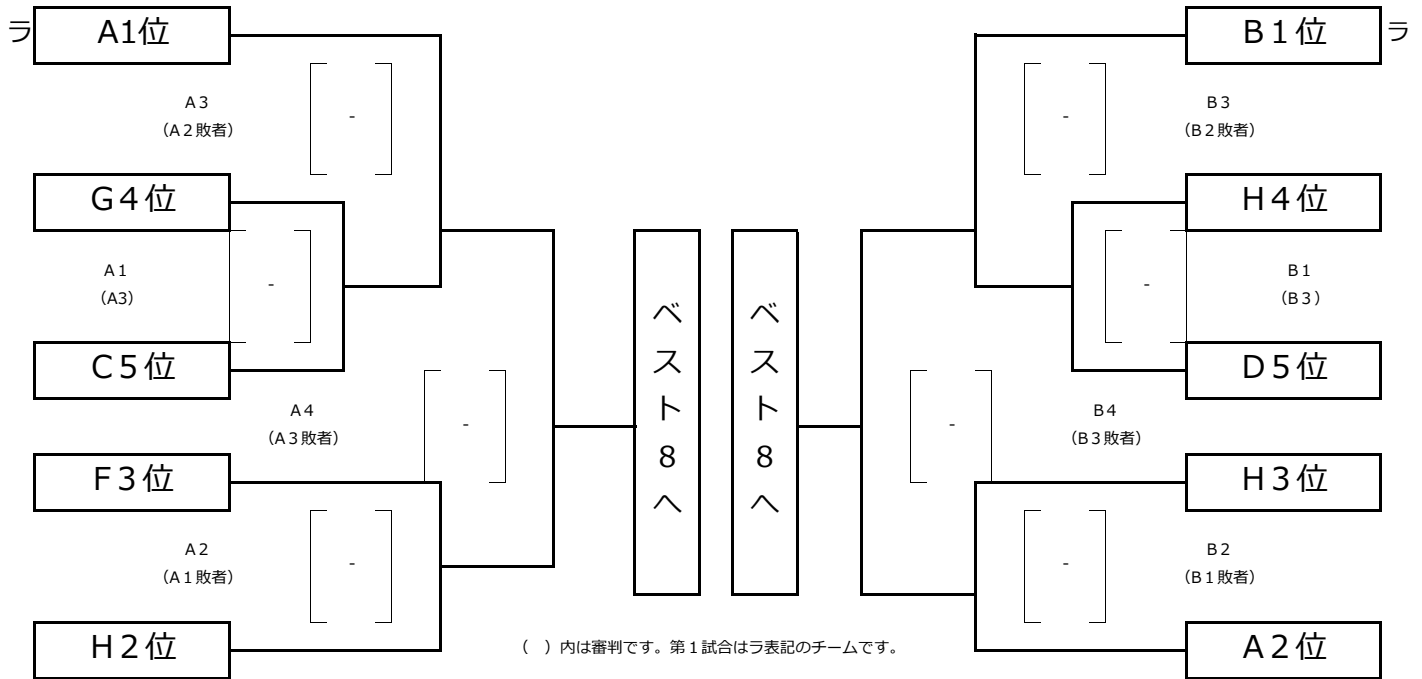 ラ A1位
A3
（A2敗者）
-
G4位
A1
（A3）
-
C5位
A4
（A3敗者）
-
F3位
A2
（A1敗者）
-
H2位
ベスト8へ
ベスト8へ
B1位 ラ
-
B3
（B2敗者）
H4位
-
B1
（B3）
D5位
-
B4
（B3敗者）
H3位
-
B2
（B1敗者）
A2位
（　）内は審判です。第１試合はラ表記のチームです。